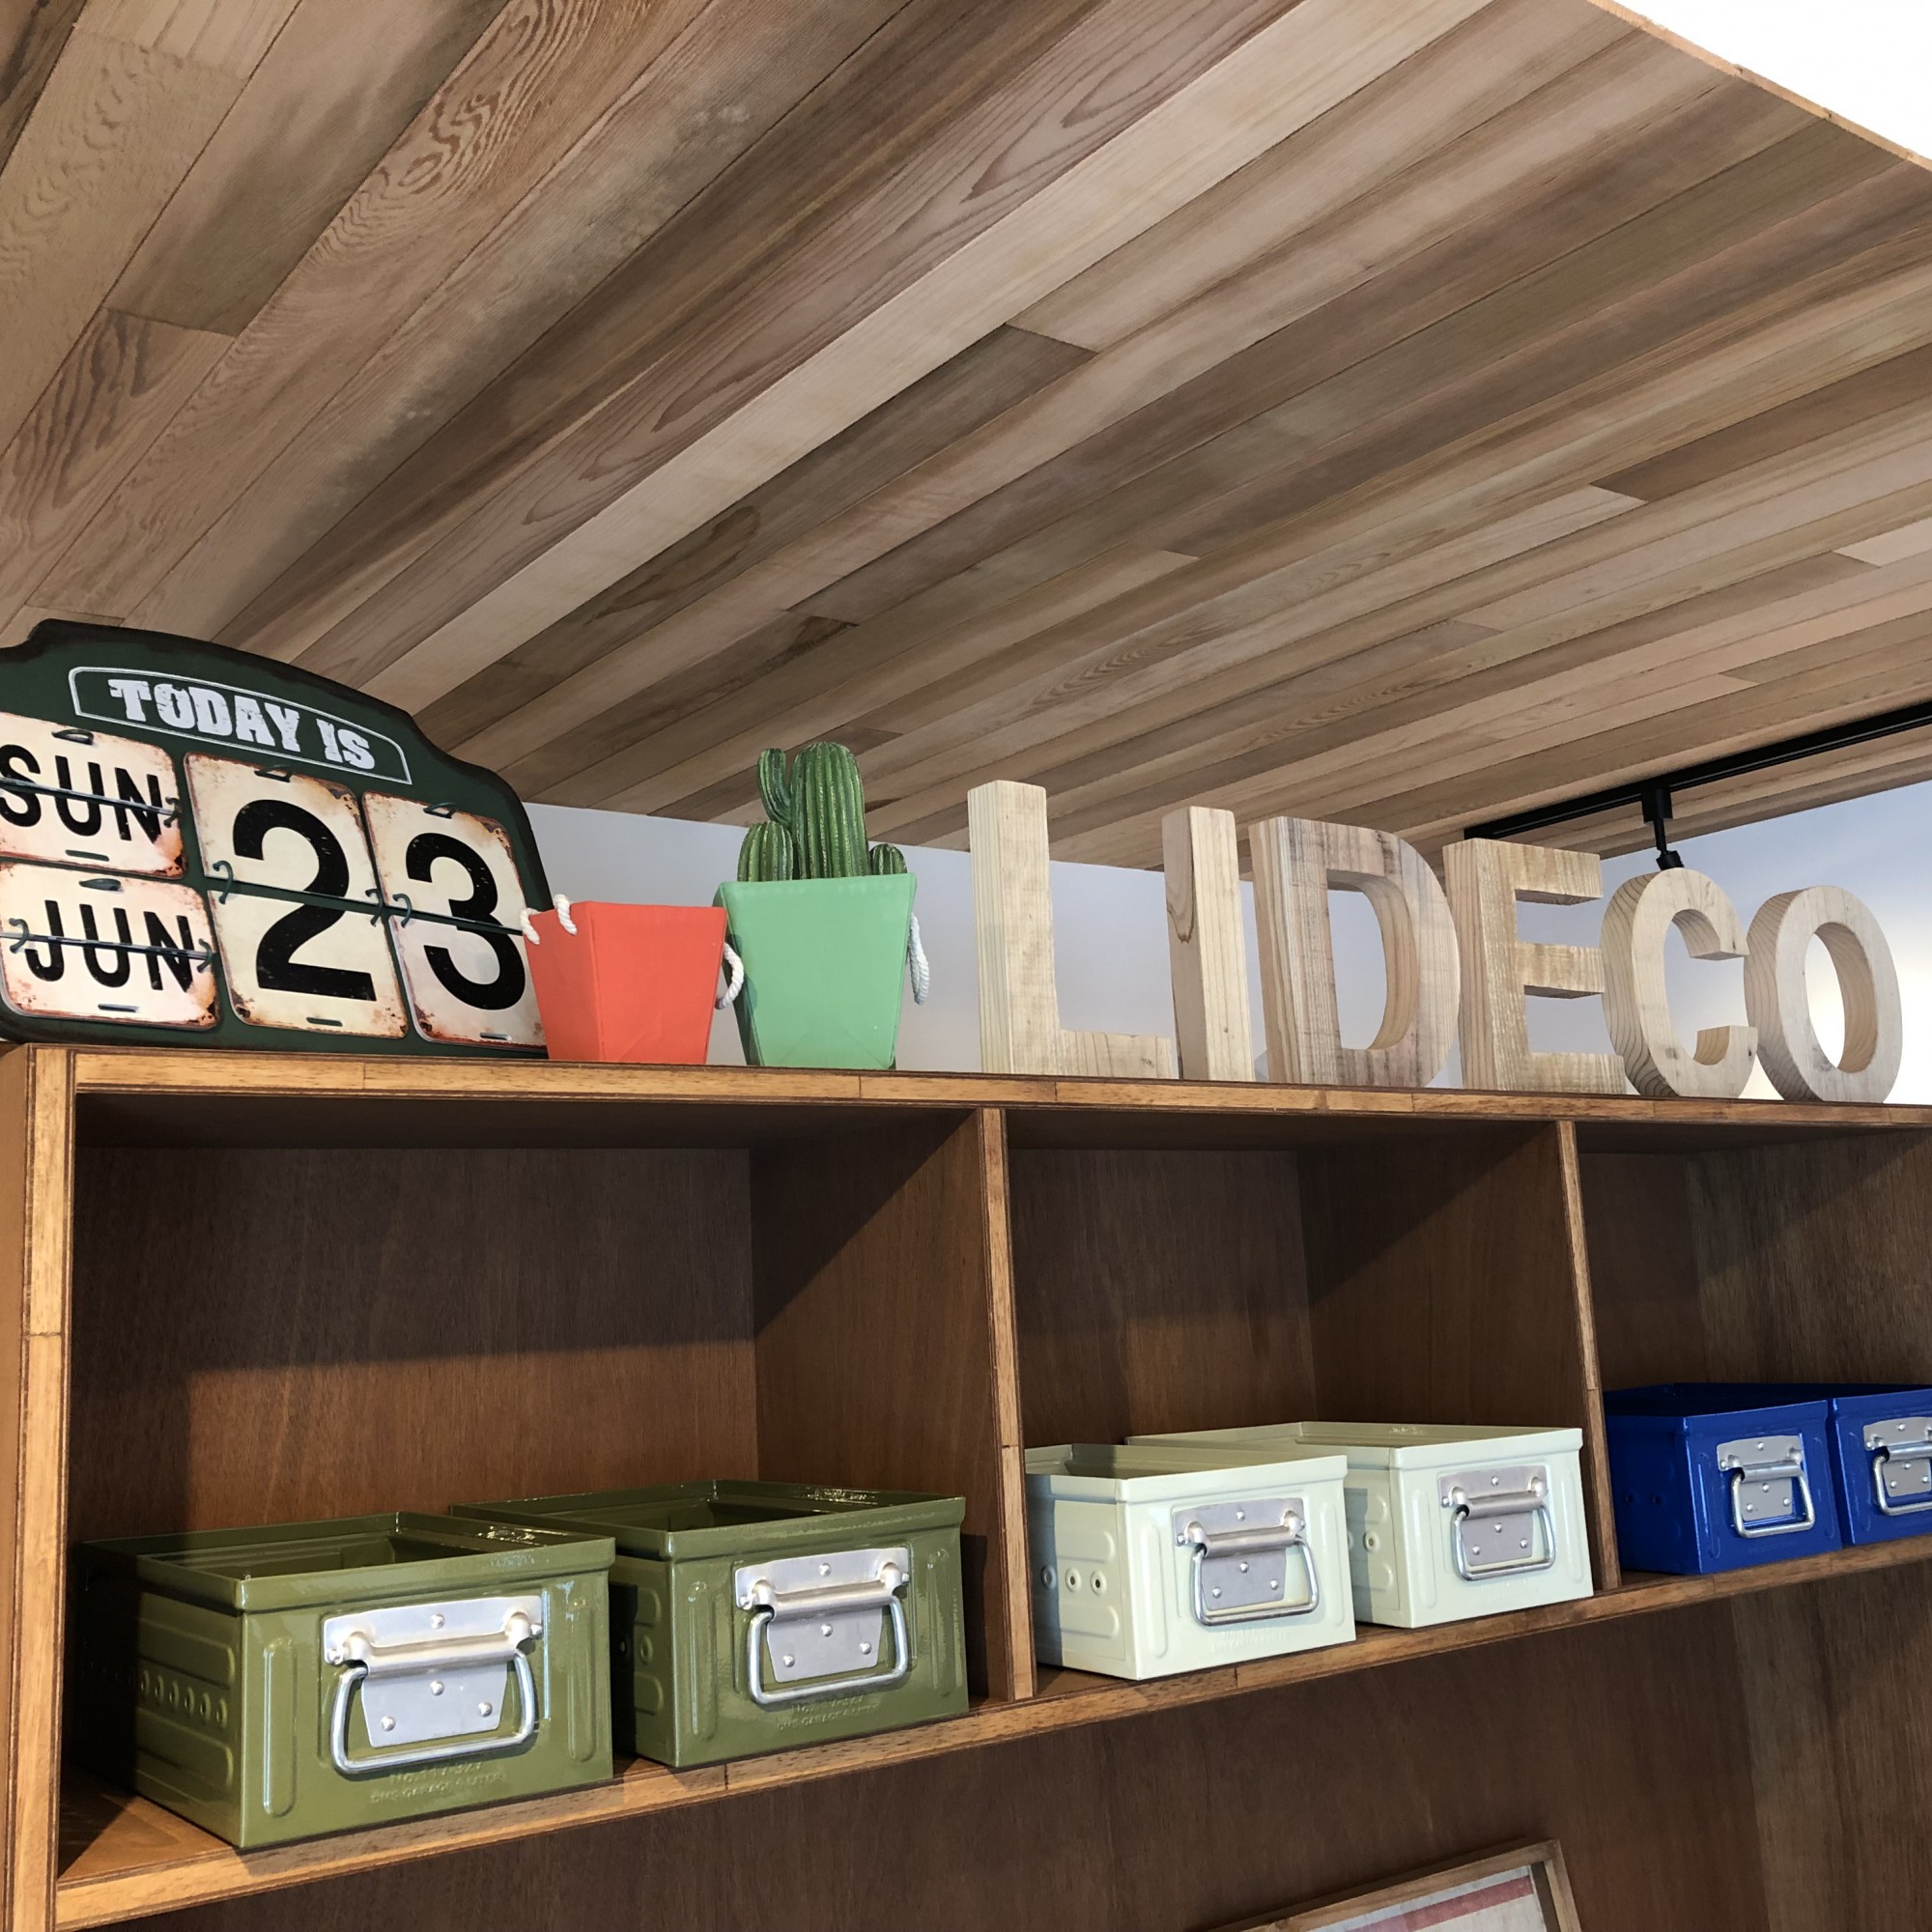 TODAY IS
SUN
JUN
23
LIDECo